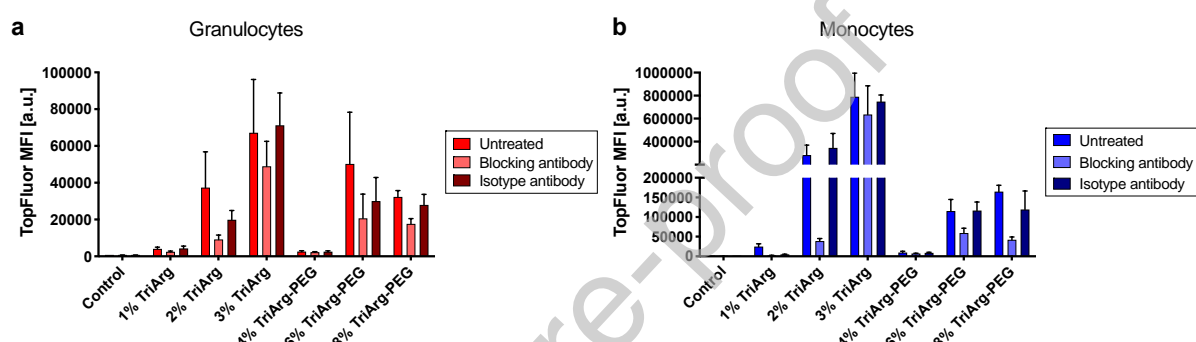 a
Granulocytes
TopFluor MFI [a.u.]
100000
80000
60000
40000
20000
0
Control
1% TriArg
2% TriArg
3% TriArg
4% TriArg-PEG
6% TriArg-PEG
8% TriArg-PEG
Untreated
Blocking antibody
Isotype antibody
b
Monocytes
TopFluor MFI [a.u.]
1000000
800000
600000
400000
200000
150000
100000
50000
0
Control
1% TriArg
2% TriArg
3% TriArg
4% TriArg-PEG
6% TriArg-PEG
8% TriArg-PEG
Untreated
Blocking antibody
Isotype antibody
re-proof